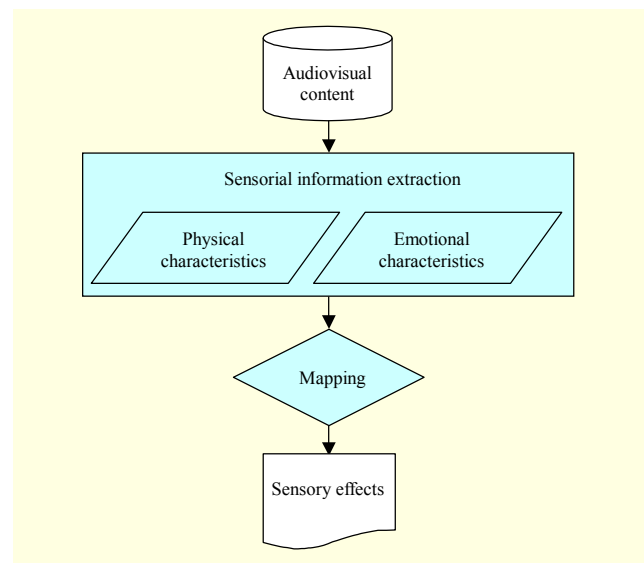 Audiovisual
content
Sensorial information extraction
Physical
characteristics
Emotional
characteristics
Mapping
Sensory effects